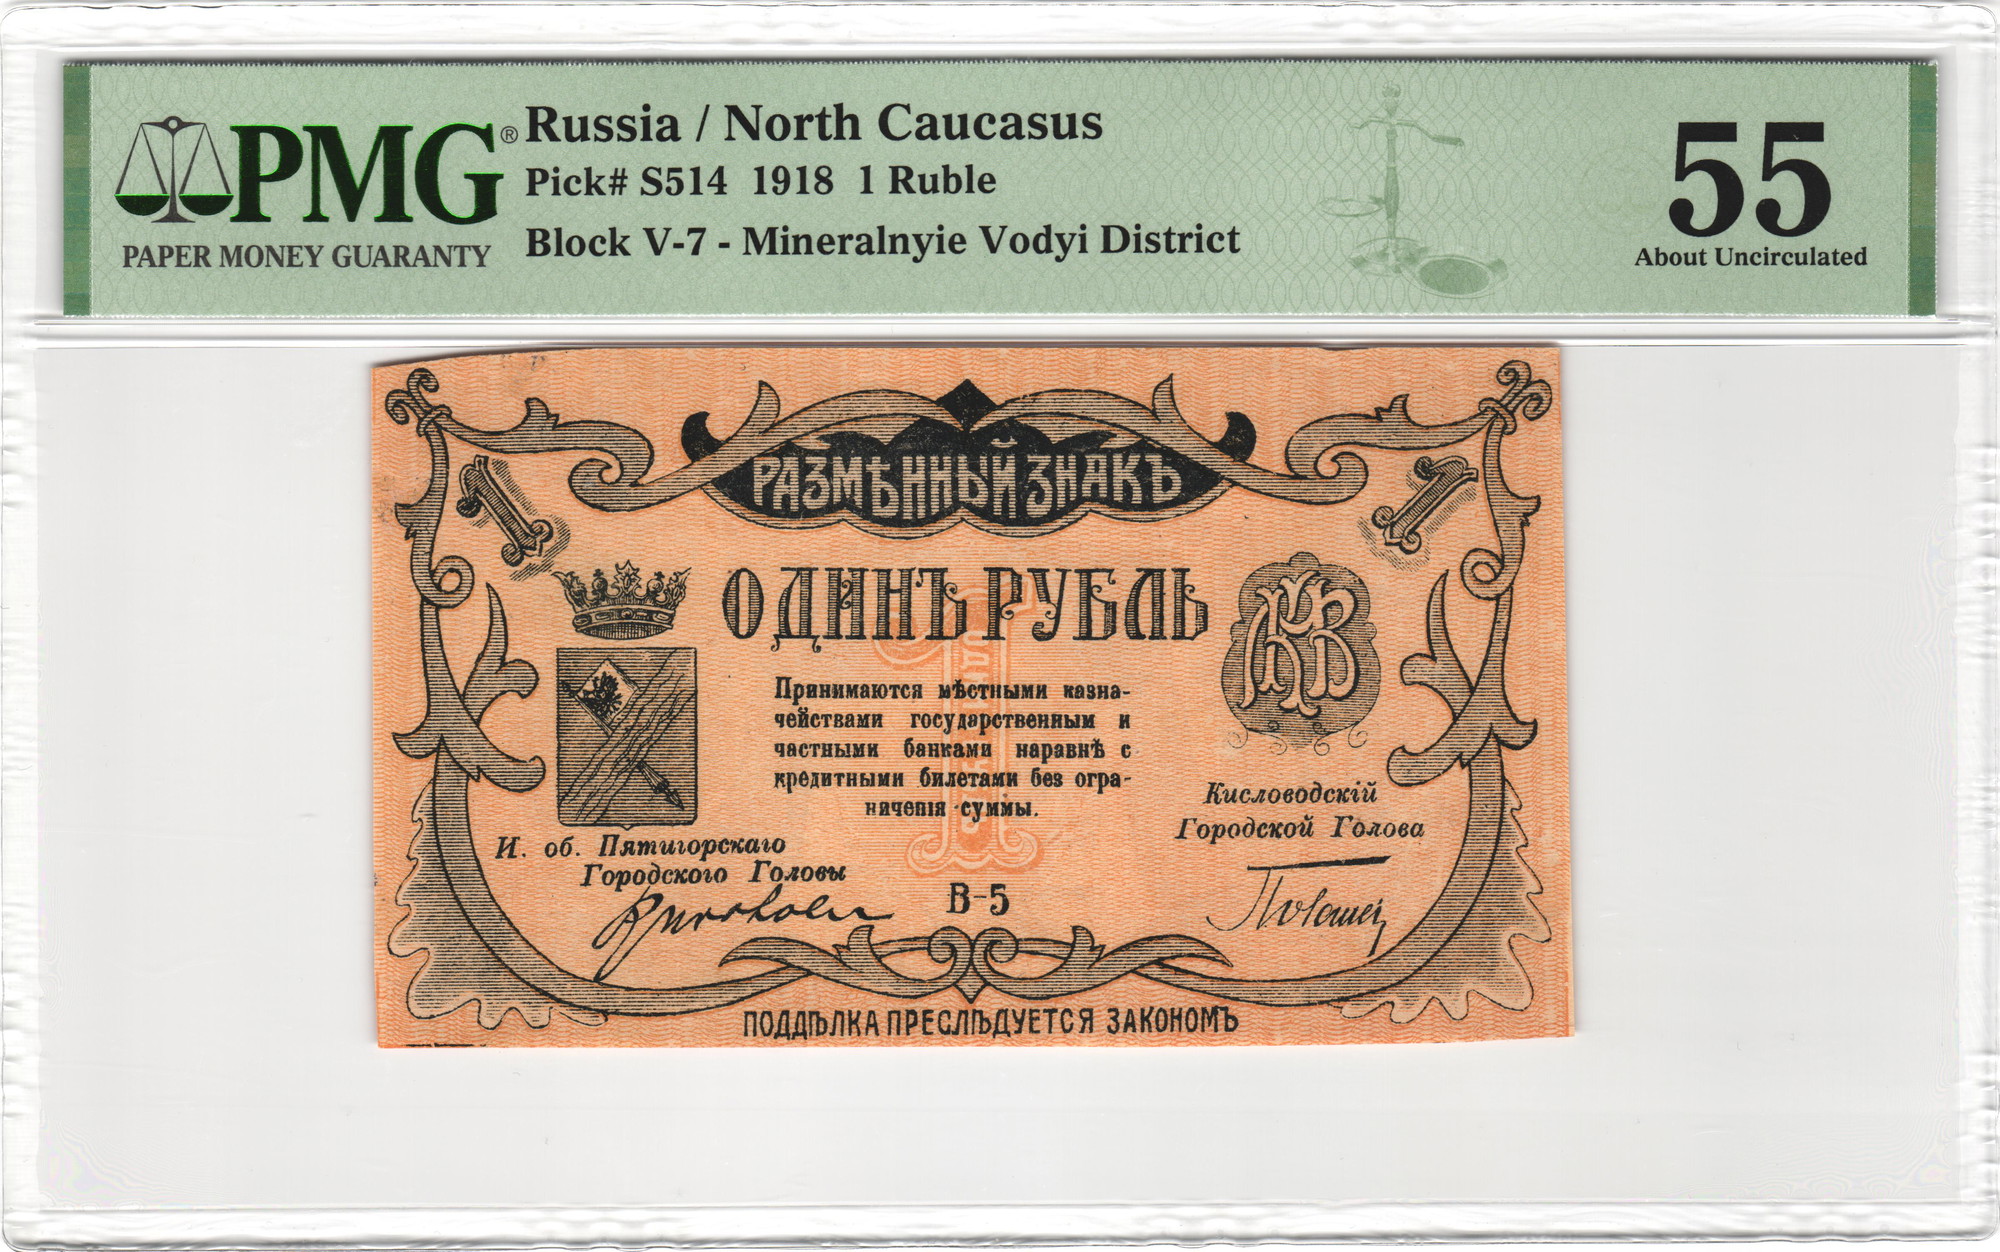 PMG®
PAPER MONEY GUARANTY
Russia / North Caucasus
Pick# S514 1918 1 Ruble
Block V-7 - Mineralnyie Vodyi District
55
About Uncirculated
РАЗМѢННЫЙ ЗНАКЪ
1
1
ОДИНЪ РУБЛЬ
Принимаются мѣстными казна-
чействами государственным и
частными банками наравнѣ с
кредитными билетами без огра-
ничения суммы.
И. об. Пятигорскаго
Городского Головы
Кисловодскій
Городской Голова
В-5
ПОДДѢЛКА ПРЕСЛѢДУЕТСЯ ЗАКОНОМЪ